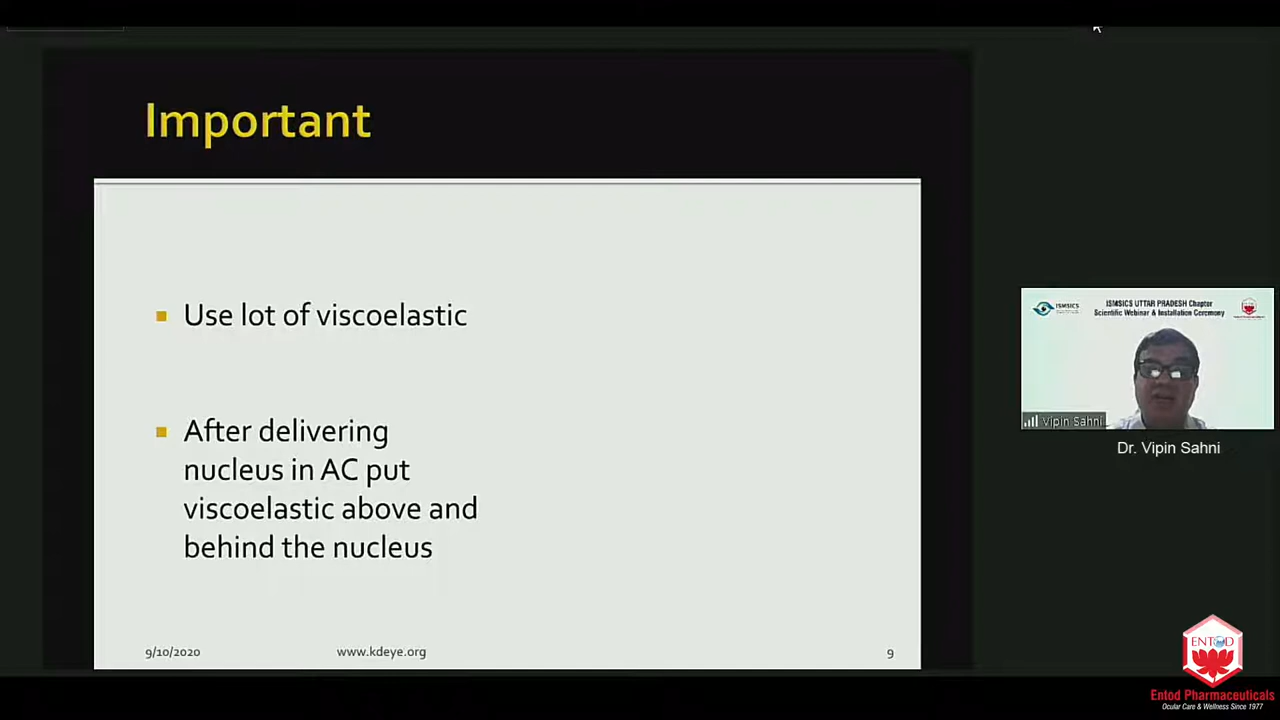 Important
Use lot of viscoelastic
After delivering
nucleus in AC put
viscoelastic above and
behind the nucleus
9/10/2020
www.kdeye.org
9
ISMSICS
ISMSICS UTTAR PRADESH Chapter
Scientific Webinar & Installation Ceremony
Vipin Sahni
Dr. Vipin Sahni
ENTOD
Entod Pharmaceuticals
Ocular Care & Wellness Since 1977